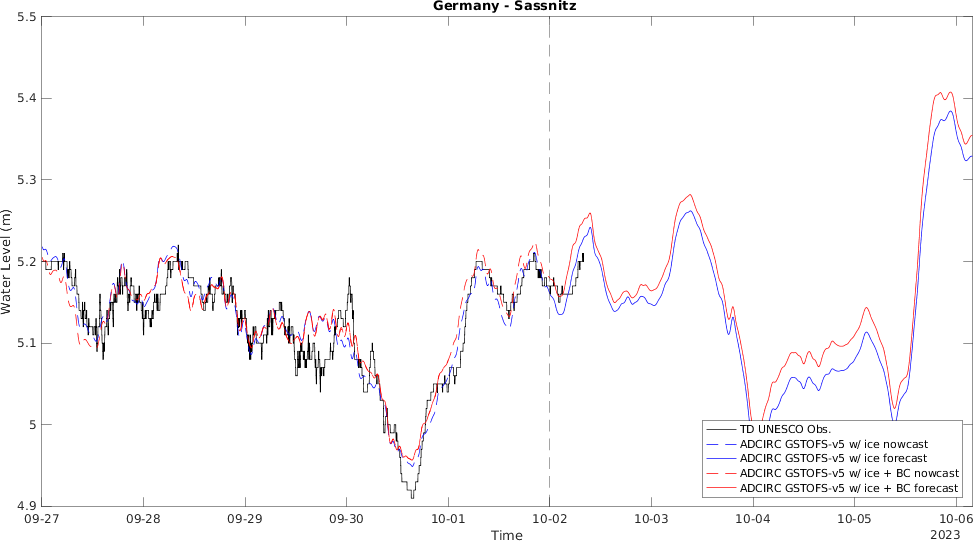 Germany - Sassnitz
5.5
5.4
5.3
5.2
5.1
5
4.9
Water Level (m)
TD UNESCO Obs.
ADCIRC GSTOFS-v5 w/ ice nowcast
ADCIRC GSTOFS-v5 w/ ice forecast
ADCIRC GSTOFS-v5 w/ ice + BC nowcast
ADCIRC GSTOFS-v5 w/ ice + BC forecast
09-27 09-28 09-29 09-30 10-01 10-02 10-03 10-04 10-05 10-06
Time
2023